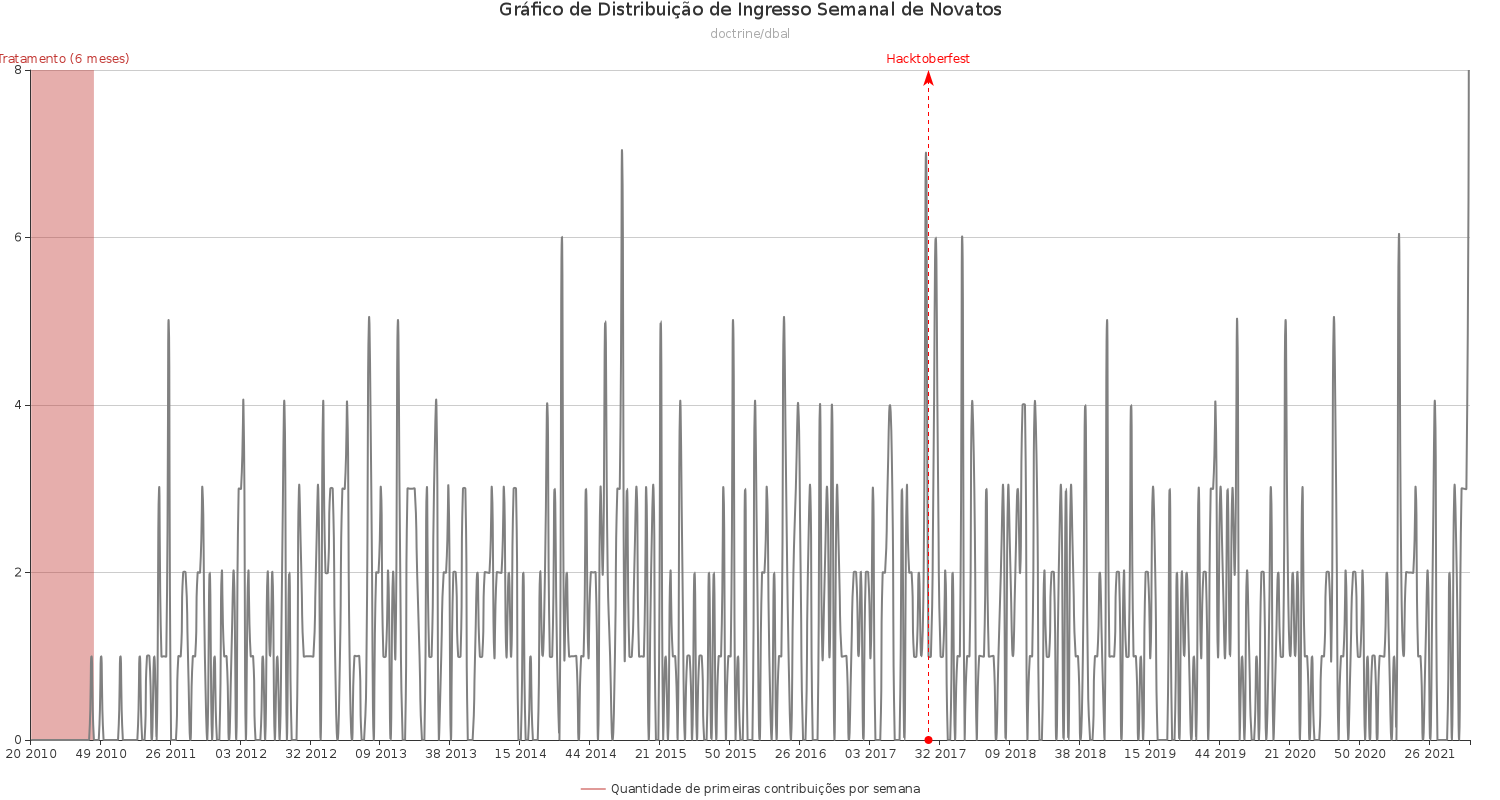 Gráfico de Distribuição de Ingresso Semanal de Novatos
doctrine/dbal
Tratamento (6 meses)
Hacktoberfest
8
6
4
2
0
20 2010 49 2010 26 2011 03 2012 32 2012 09 2013 38 2013 15 2014 44 2014 21 2015 50 2015 26 2016 03 2017 32 2017 09 2018 38 2018 15 2019 44 2019 21 2020 50 2020 26 2021
Quantidade de primeiras contribuições por semana